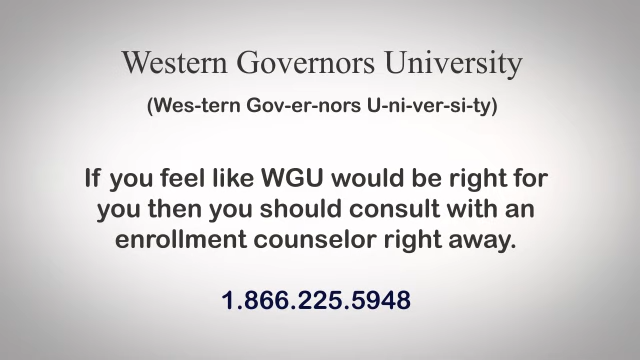 Western Governors University
(Wes-tern Gov-er-nors U-ni-ver-si-ty)
If you feel like WGU would be right for
you then you should consult with an
enrollment counselor right away.
1.866.225.5948